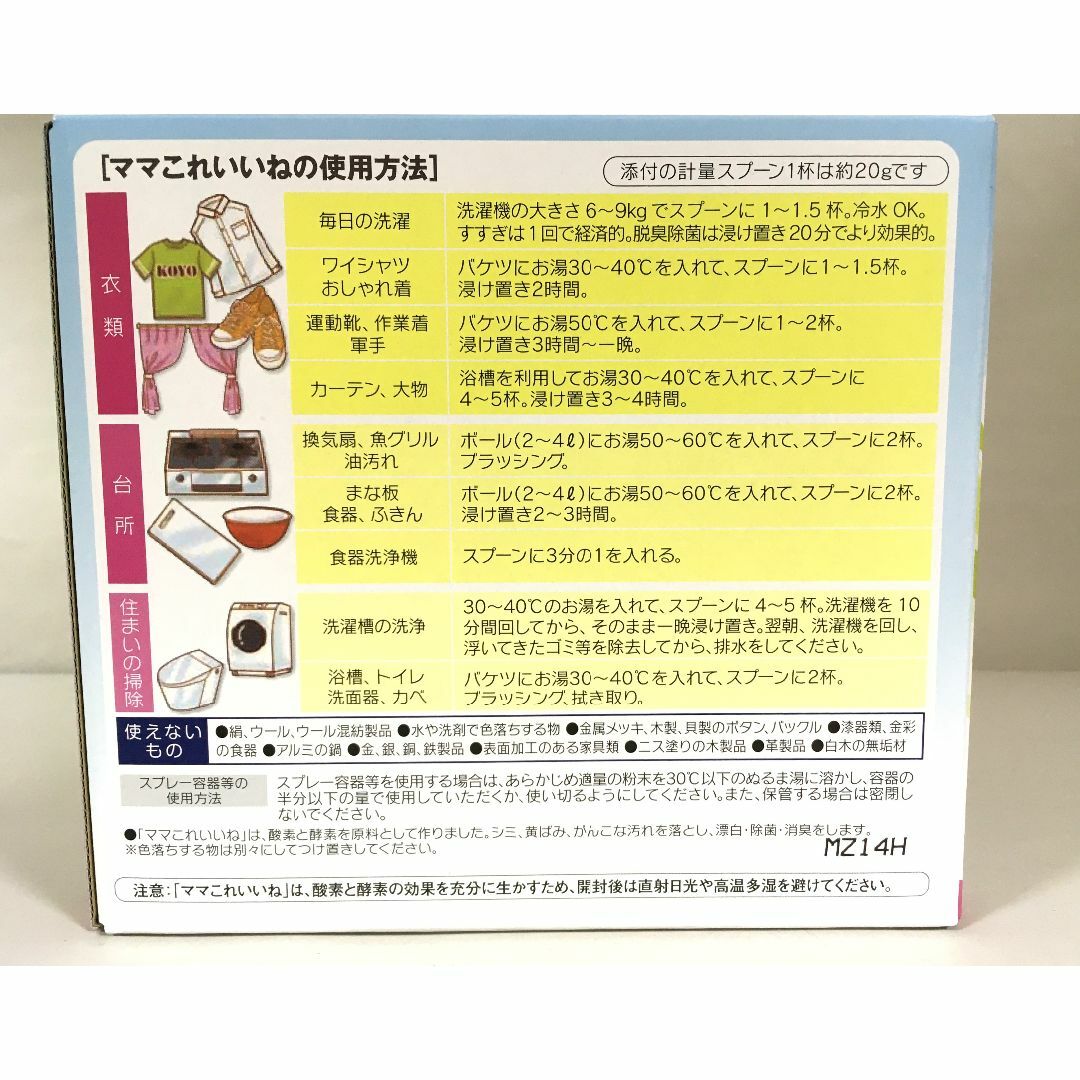 [ママこれいいねの使用方法]
添付の計量スプーン1杯は約20gです
衣類
KOYO
毎日の洗濯
洗濯機の大きさ6〜9kgでスプーンに1〜1.5杯。冷水OK。
すすぎは1回で経済的。脱臭除菌は浸け置き20分でより効果的。
ワイシャツ
おしゃれ着
バケツにお湯30〜40℃を入れて、スプーンに1〜1.5杯。
浸け置き2時間。
運動靴、作業着
軍手
バケツにお湯50℃を入れて、スプーンに1〜2杯。
浸け置き3時間〜一晩。
カーテン、大物
浴槽を利用してお湯30〜40℃を入れて、スプーンに
4〜5杯。浸け置き3〜4時間。
台所
換気扇、魚グリル
油汚れ
ボール(2〜4ℓ)にお湯50〜60℃を入れて、スプーンに2杯。
ブラッシング。
まな板
食器、ふきん
ボール(2〜4ℓ)にお湯50〜60℃を入れて、スプーンに2杯。
浸け置き2〜3時間。
食器洗浄機
スプーンに3分の1を入れる。
住まいの掃除
洗濯槽の洗浄
30〜40℃のお湯を入れて、スプーンに4〜5杯。洗濯機を10
分間回してから、そのまま一晩浸け置き。翌朝、洗濯機を回し、
浮いてきたゴミ等を除去してから、排水をしてください。
浴槽、トイレ
洗面器、カベ
バケツにお湯30〜40℃を入れて、スプーンに2杯。
ブラッシング、拭き取り。
使えない
もの
●絹、ウール、ウール混紡製品 ●水や洗剤で色落ちする物 ●金属メッキ、木製、貝製のボタン、バックル ●漆器類、金彩
の食器 ●アルミの鍋 ●金、銀、銅、鉄製品 ●表面加工のある家具類 ●ニス塗りの木製品 ●革製品 ●白木の無垢材
スプレー容器等の
使用方法
スプレー容器等を使用する場合は、あらかじめ適量の粉末を30℃以下のぬるま湯に溶かし、容器の
半分以下の量で使用していただくか、使い切るようにしてください。また、保管する場合は密閉し
ないでください。
●「ママこれいいね」は、酸素と酵素を原料として作りました。シミ、黄ばみ、がんこな汚れを落とし、漂白・除菌・消臭をします。
※色落ちする物は別々にしてつけ置きしてください。
MZ14H
注意:「ママこれいいね」は、酸素と酵素の効果を充分に生かすため、開封後は直射日光や高温多湿を避けてください。